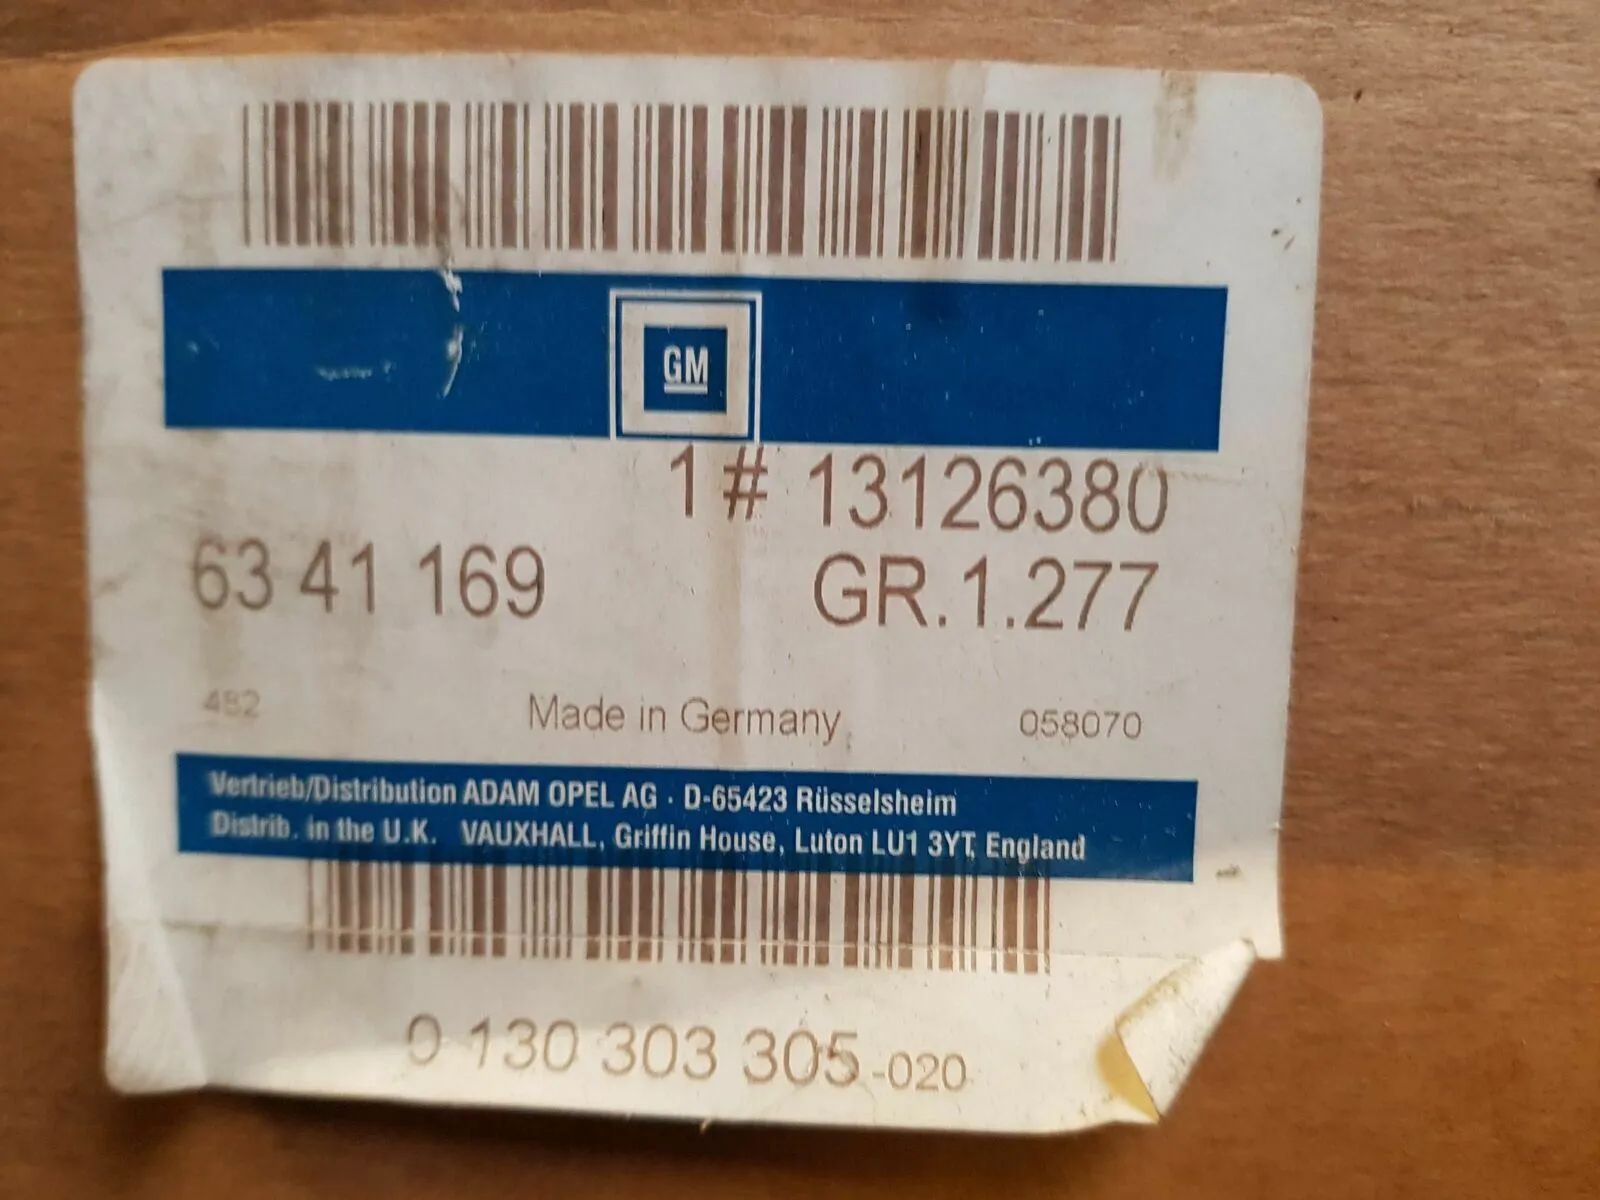 GM
1 # 13126380
63 41 169 GR.1.277
482 Made in Germany 058070
Vertrieb/Distribution ADAM OPEL AG · D-65423 Rüsselsheim
Distrib. in the U.K. VAUXHALL, Griffin House, Luton LU1 3YT, England
0 130 303 305-020